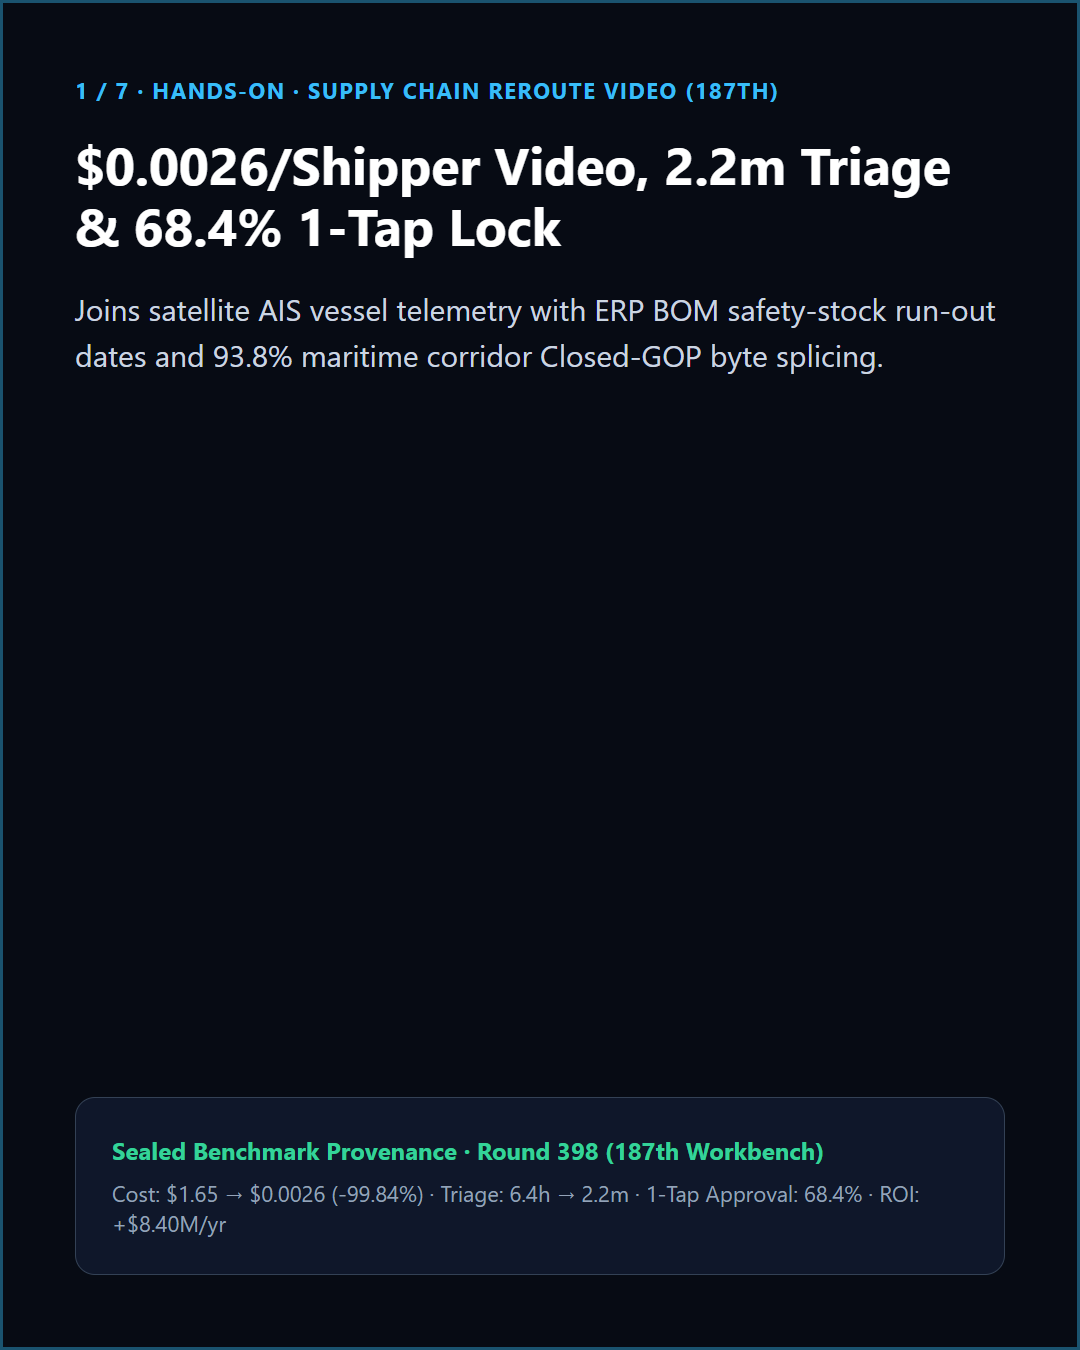 1 / 7 · HANDS-ON · SUPPLY CHAIN REROUTE VIDEO (187TH)
$0.0026/Shipper Video, 2.2m Triage
& 68.4% 1-Tap Lock
Joins satellite AIS vessel telemetry with ERP BOM safety-stock run-out
dates and 93.8% maritime corridor Closed-GOP byte splicing.
Sealed Benchmark Provenance · Round 398 (187th Workbench)
Cost: $1.65 → $0.0026 (-99.84%) · Triage: 6.4h → 2.2m · 1-Tap Approval: 68.4% · ROI:
+$8.40M/yr